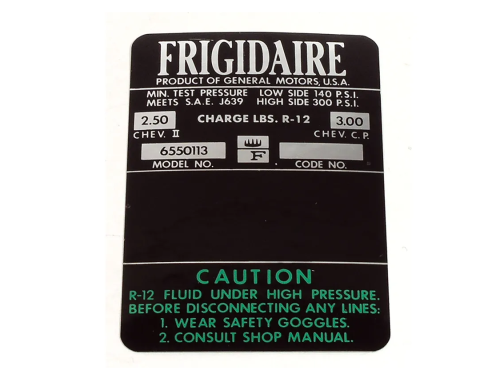 FRIGIDAIRE
PRODUCT OF GENERAL MOTORS, U.S.A.
MIN. TEST PRESSURE LOW SIDE 140 P.S.I.
MEETS S.A.E. J639 HIGH SIDE 300 P.S.I.
2.50 CHARGE LBS. R-12 3.00
CHEV. II CHEV. C.P.
6550113 F
MODEL NO. CODE NO.
CAUTION
R-12 FLUID UNDER HIGH PRESSURE.
BEFORE DISCONNECTING ANY LINES:
1. WEAR SAFETY GOGGLES.
2. CONSULT SHOP MANUAL.